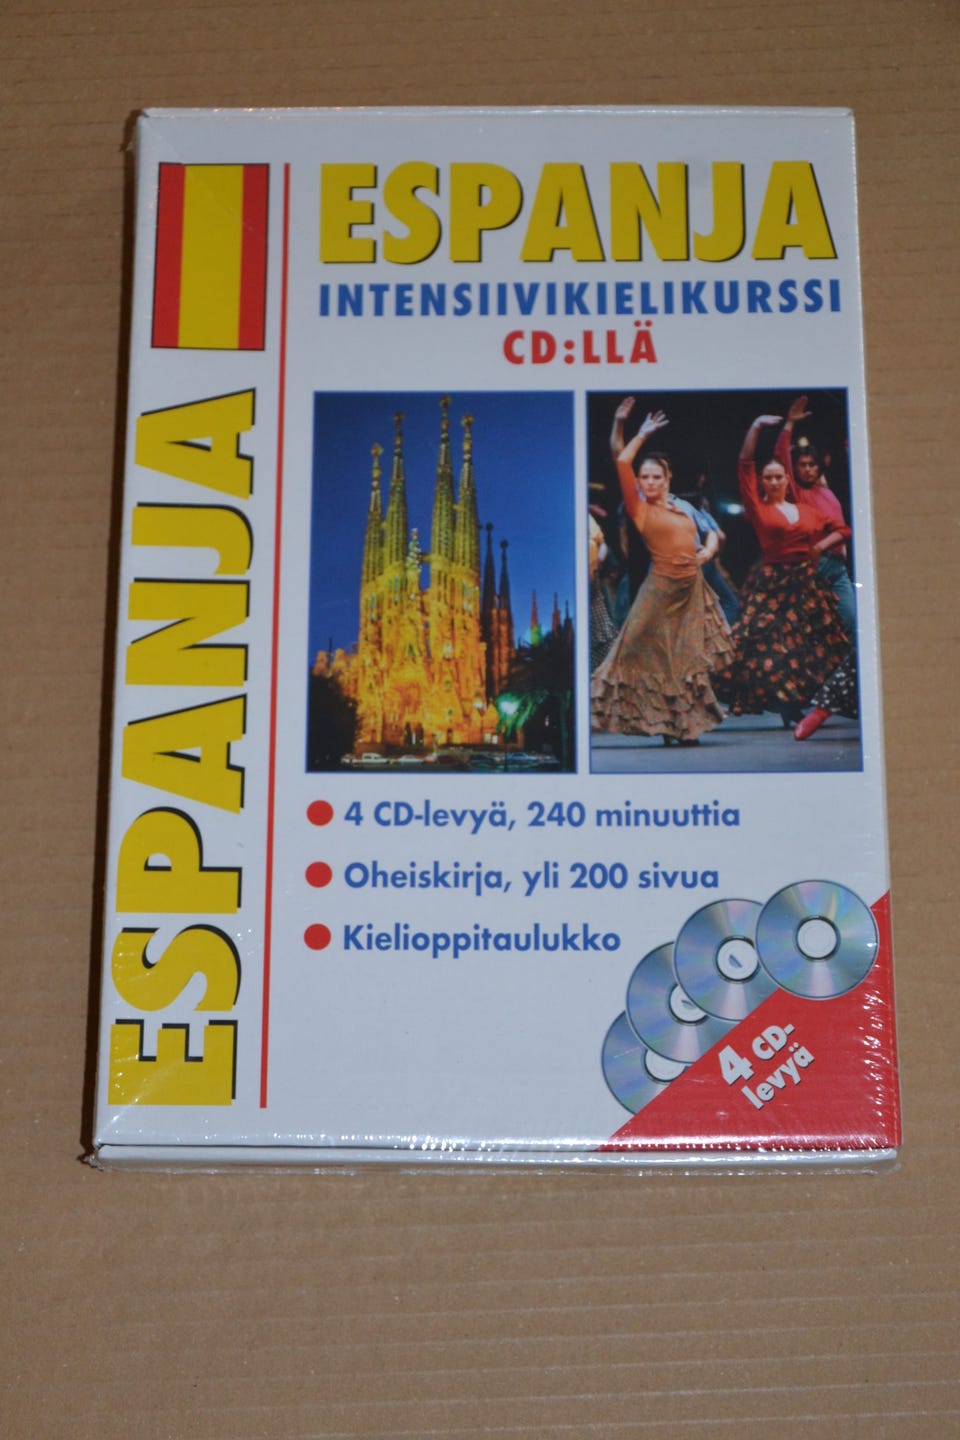 ESPANJA
ESPANJA
INTENSIIVIKIELIKURSSI
CD:LLÄ
4 CD-levyä, 240 minuuttia
Oheiskirja, yli 200 sivua
Kielioppitaulukko
4 CD-
levyä